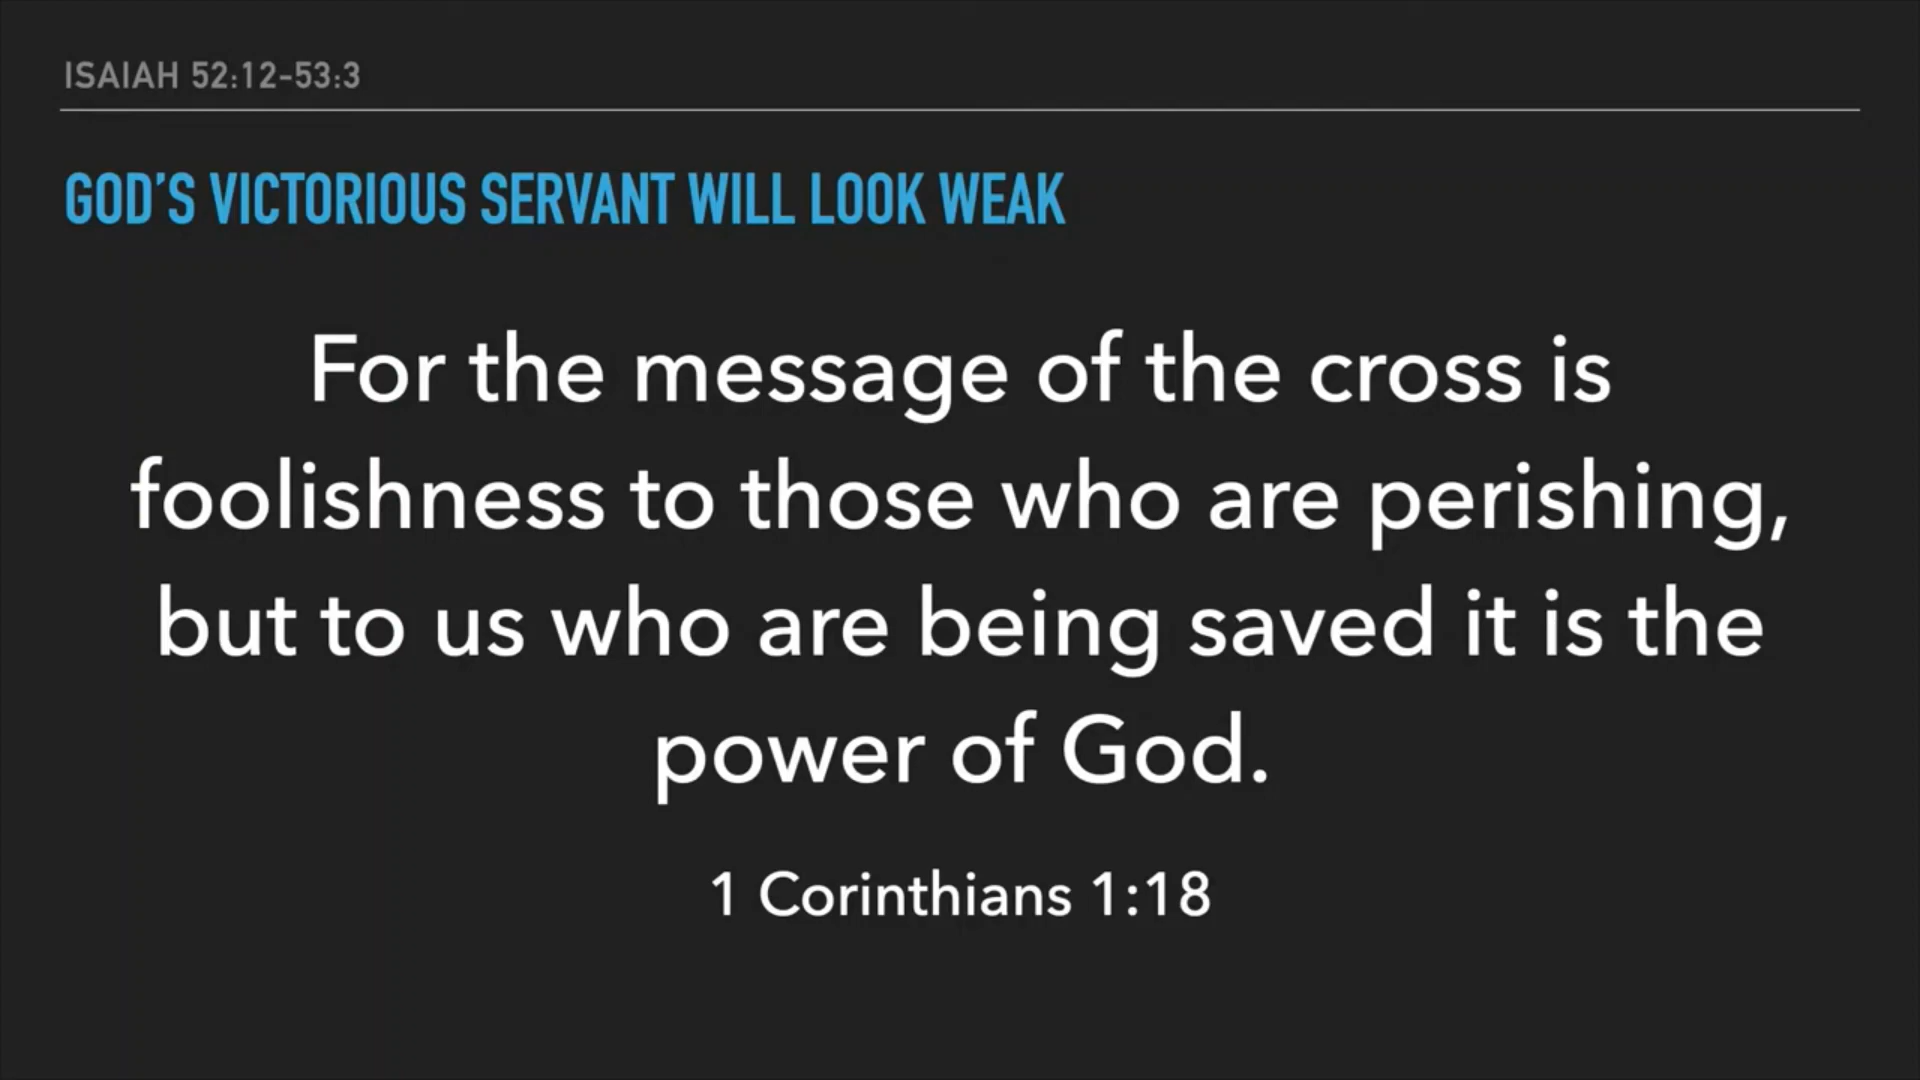 ISAIAH 52:12-53:3
GOD’S VICTORIOUS SERVANT WILL LOOK WEAK
For the message of the cross is
foolishness to those who are perishing,
but to us who are being saved it is the
power of God.
1 Corinthians 1:18